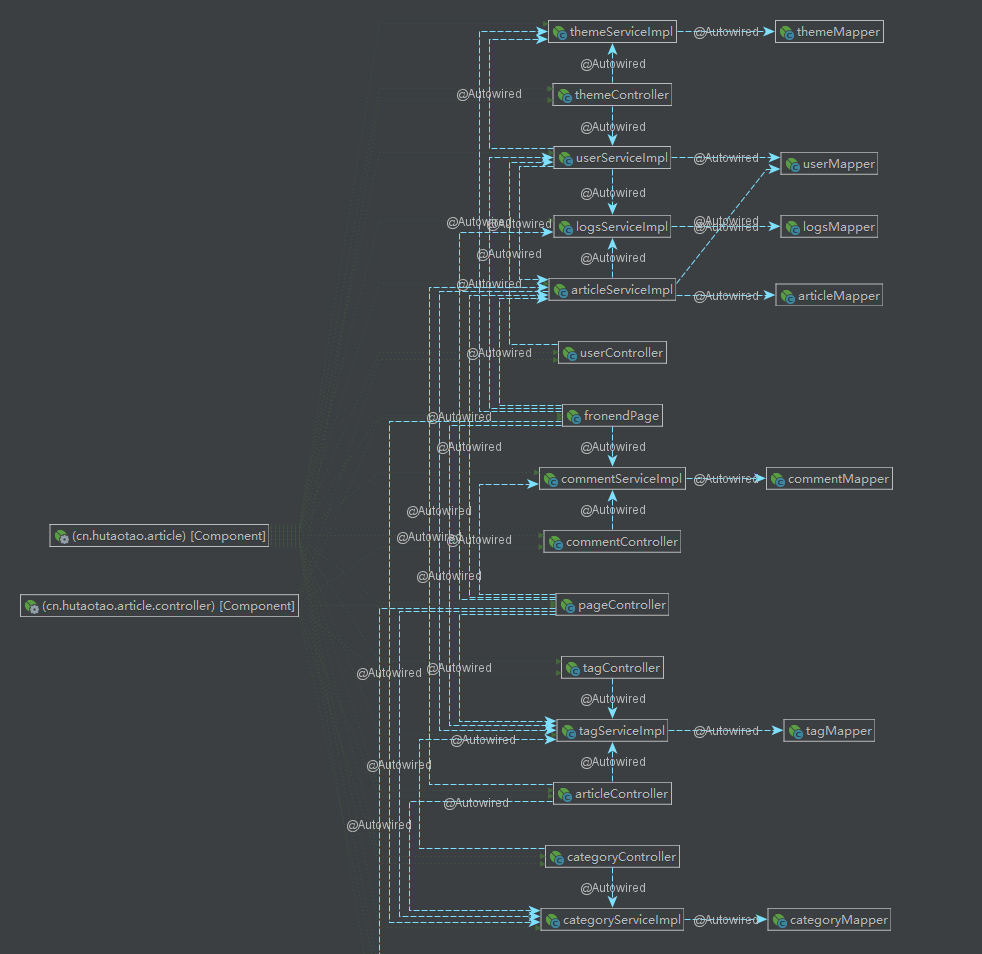 themeServiceImpl
@Autowired
themeMapper
@Autowired
@Autowired
themeController
@Autowired
userServiceImpl
@Autowired
userMapper
@Autowired
@Autowired
@Autowired
logsServiceImpl
@Autowired
@Autowired
logsMapper
@Autowired
@Autowired
@Autowired
articleServiceImpl
@Autowired
articleMapper
@Autowired
userController
@Autowired
fronendPage
@Autowired
@Autowired
commentServiceImpl
@Autowired
commentMapper
@Autowired
@Autowired
(cn.hutaotao.article) [Component]
@Autowired
@Autowired
commentController
@Autowired
(cn.hutaotao.article.controller) [Component]
pageController
@Autowired
@Autowired
tagController
@Autowired
@Autowired
tagServiceImpl
@Autowired
tagMapper
@Autowired
@Autowired
articleController
@Autowired
@Autowired
categoryController
@Autowired
categoryServiceImpl
@Autowired
categoryMapper